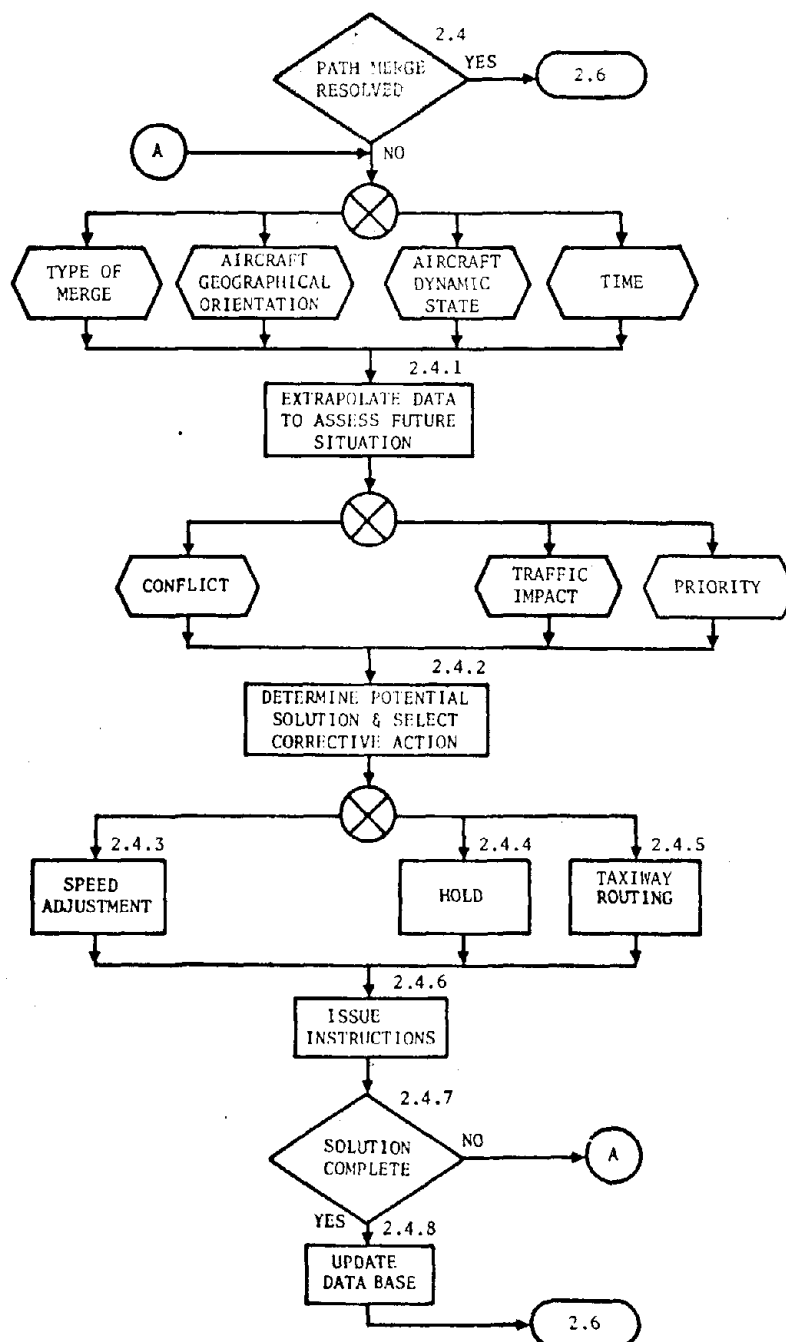 2.4
PATH MERGE
RESOLVED
YES
2.6
A
NO
TYPE OF
MERGE
AIRCRAFT
GEOGRAPHICAL
ORIENTATION
AIRCRAFT
DYNAMIC
STATE
TIME
2.4.1
EXTRAPOLATE DATA
TO ASSESS FUTURE
SITUATION
CONFLICT
TRAFFIC
IMPACT
PRIORITY
2.4.2
DETERMINE POTENTIAL
SOLUTION & SELECT
CORRECTIVE ACTION
2.4.3
SPEED
ADJUSTMENT
2.4.4
HOLD
2.4.5
TAXIWAY
ROUTING
2.4.6
ISSUE
INSTRUCTIONS
2.4.7
SOLUTION
COMPLETE
NO
A
YES
2.4.8
UPDATE
DATA BASE
2.6